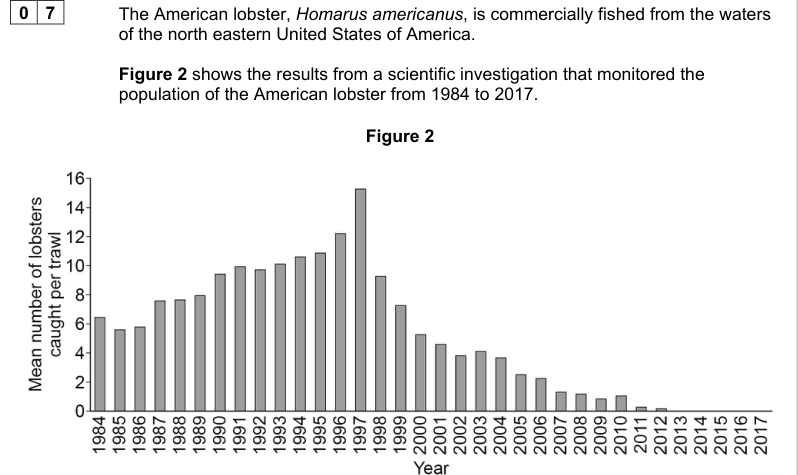 0 7
The American lobster, Homarus americanus, is commercially fished from the waters
of the north eastern United States of America.
Figure 2 shows the results from a scientific investigation that monitored the
population of the American lobster from 1984 to 2017.
Figure 2
Mean number of lobsters
caught per trawl
16
14
12
10
8
6
4
2
0
1984 1985 1986 1987 1988 1989 1990 1991 1992 1993 1994 1995 1996 1997 1998 1999 2000 2001 2002 2003 2004 2005 2006 2007 2008 2009 2010 2011 2012 2013 2014 2015 2016 2017
Year